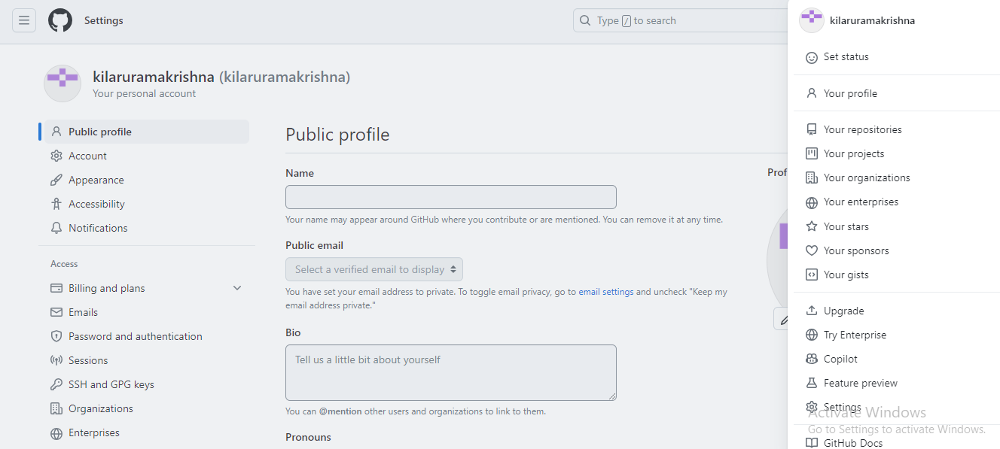 Settings
Type / to search
kilaruramakrishna (kilaruramakrishna)
Your personal account
Public profile
Account
Appearance
Accessibility
Notifications
Access
Billing and plans
Emails
Password and authentication
Sessions
SSH and GPG keys
Organizations
Enterprises
Public profile
Name
Your name may appear around GitHub where you contribute or are mentioned. You can remove it at any time.
Public email
Select a verified email to display
You have set your email address to private. To toggle email privacy, go to email settings and uncheck "Keep my
email address private."
Bio
Tell us a little bit about yourself
You can @mention other users and organizations to link to them.
Pronouns
Prof
kilaruramakrishna
Set status
Your profile
Your repositories
Your projects
Your organizations
Your enterprises
Your stars
Your sponsors
Your gists
Upgrade
Try Enterprise
Copilot
Feature preview
Settings
Activate Windows
Go to Settings to activate Windows.
GitHub Docs